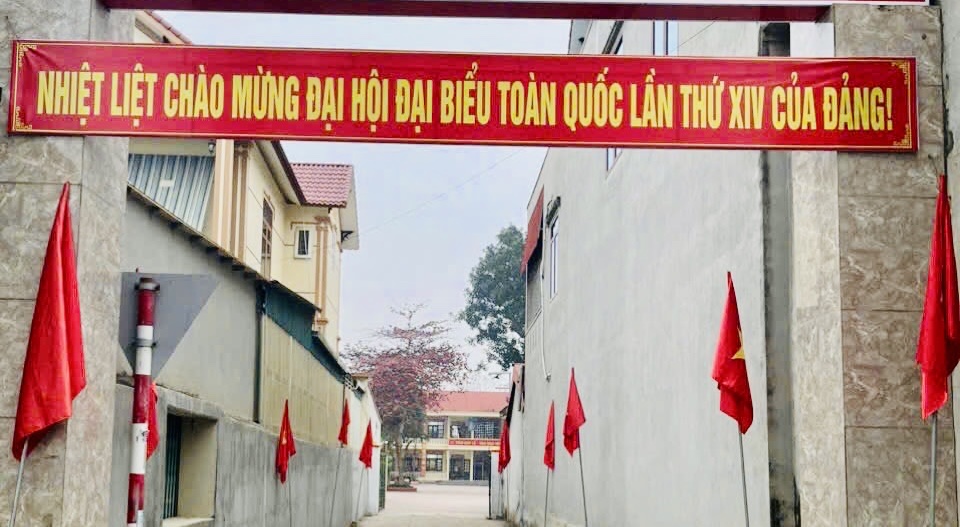 NHIỆT LIỆT CHÀO MỪNG ĐẠI HỘI ĐẠI BIỂU TOÀN QUỐC LẦN THỨ XIV CỦA ĐẢNG!